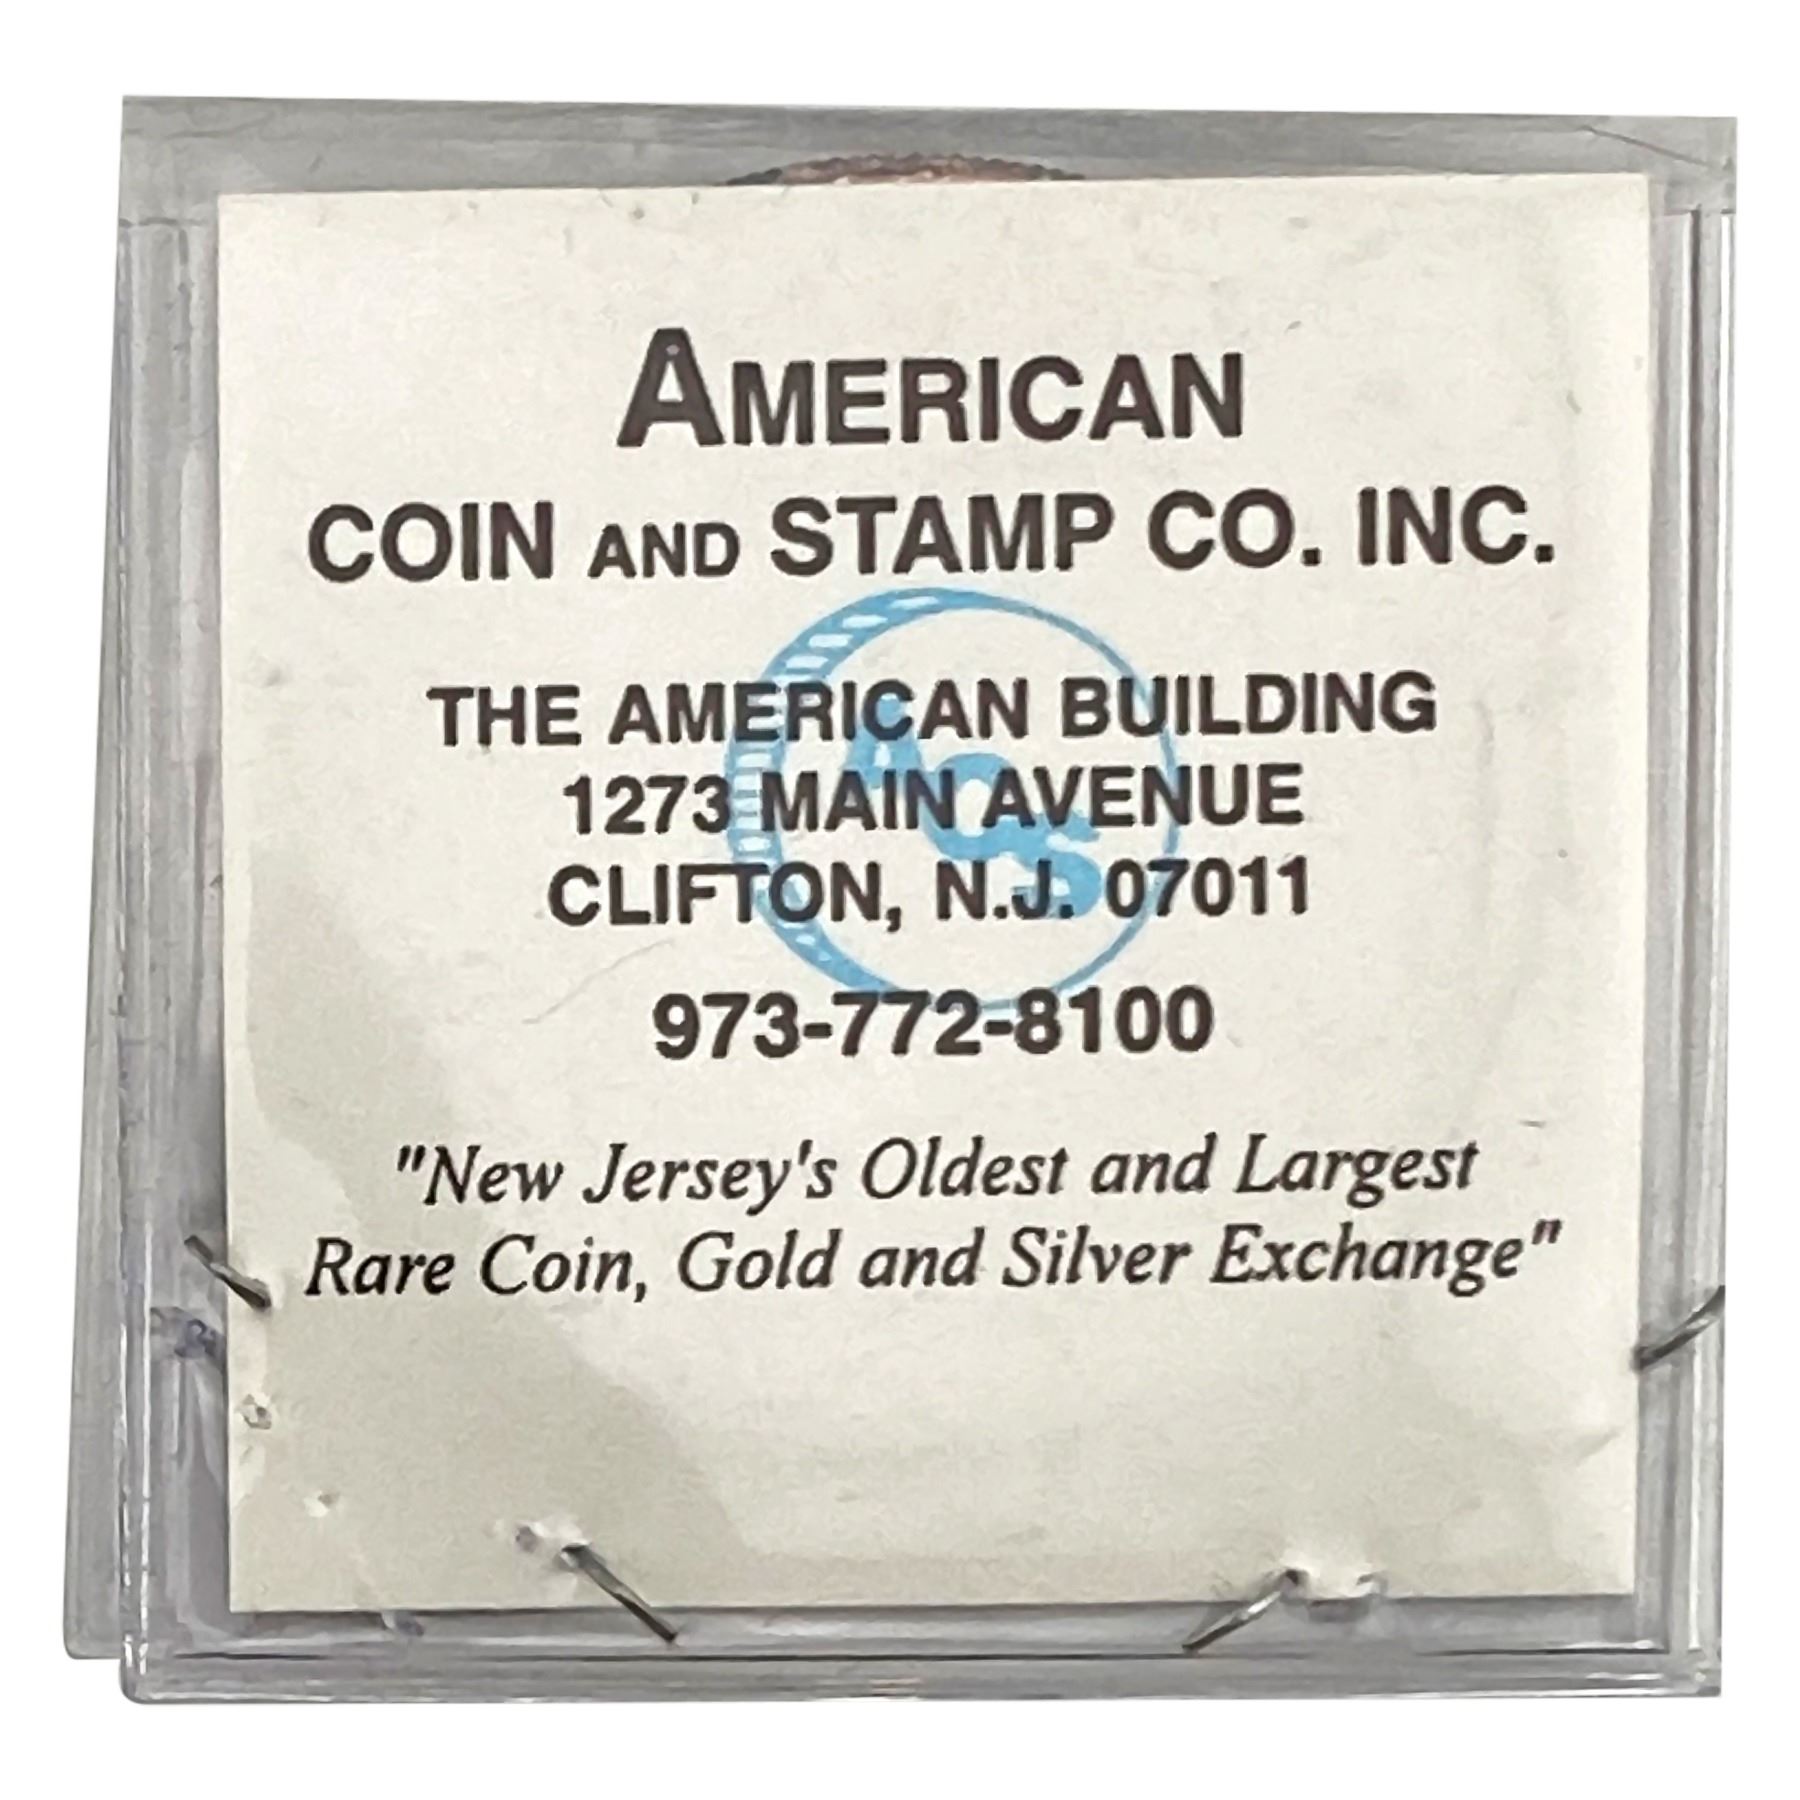 AMERICAN
COIN AND STAMP CO. INC.
THE AMERICAN BUILDING
1273 MAIN AVENUE
CLIFTON, N.J. 07011
ACS
973-772-8100
"New Jersey's Oldest and Largest
Rare Coin, Gold and Silver Exchange"